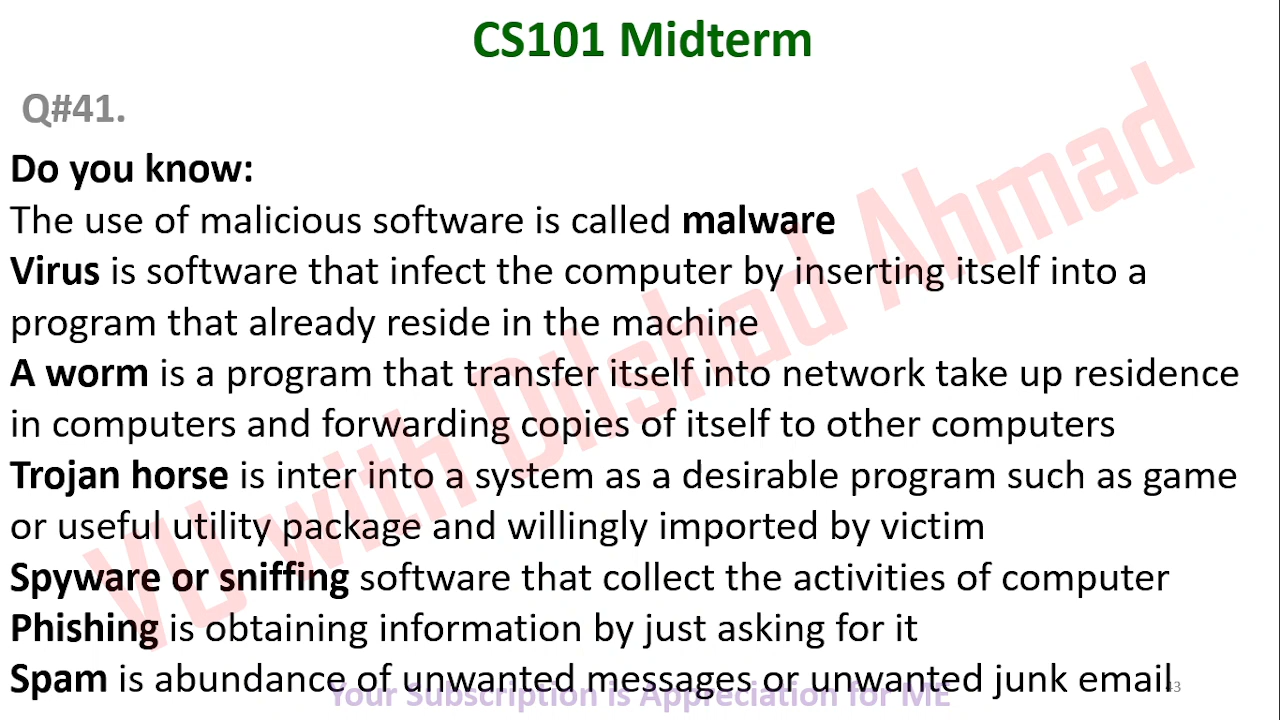 CS101 Midterm
Q#41.
Do you know:
The use of malicious software is called malware
Virus is software that infect the computer by inserting itself into a
program that already reside in the machine
A worm is a program that transfer itself into network take up residence
in computers and forwarding copies of itself to other computers
Trojan horse is inter into a system as a desirable program such as game
or useful utility package and willingly imported by victim
Spyware or sniffing software that collect the activities of computer
Phishing is obtaining information by just asking for it
Spam is abundance of unwanted messages or unwanted junk email
Your Subscription is Appreciation for ME
43
VU with Dilshad Ahmad